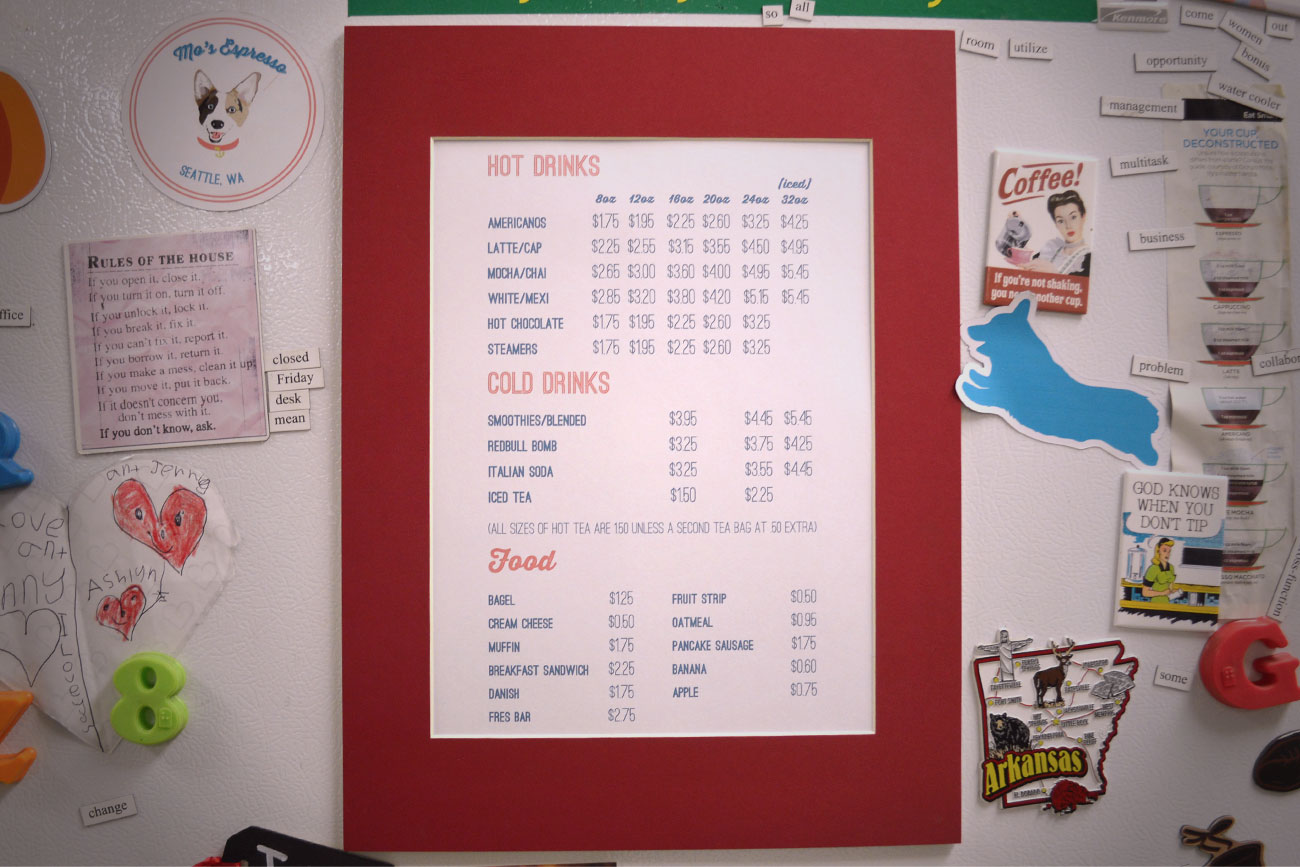 so
all
Kenmore
come
women
out
bonus
room
utilize
opportunity
water cooler
management
multitask
business
problem
some
Mo's Espresso
SEATTLE, WA
RULES OF THE HOUSE
If you open it, close it.
If you turn it on, turn it off.
If you unlock it, lock it.
If you break it, fix it.
If you can't fix it, report it.
If you borrow it, return it.
If you make a mess, clean it up.
If you move it, put it back.
If it doesn't concern you,
don't mess with it.
If you don't know, ask.
closed
Friday
desk
mean
ant Jenny
Love
ant
Ashlyn
8
change
HOT DRINKS
(iced)
8oz 12oz 16oz 20oz 24oz 32oz
AMERICANOS $1.75 $1.95 $2.25 $2.60 $3.25 $4.25
LATTE/CAP $2.25 $2.55 $3.15 $3.55 $4.50 $4.95
MOCHA/CHAI $2.65 $3.00 $3.60 $4.00 $4.95 $5.45
WHITE/MEXI $2.85 $3.20 $3.80 $4.20 $5.15 $5.45
HOT CHOCOLATE $1.75 $1.95 $2.25 $2.60 $3.25
STEAMERS $1.75 $1.95 $2.25 $2.60 $3.25
COLD DRINKS
SMOOTHIES/BLENDED $3.95 $4.45 $5.45
REDBULL BOMB $3.25 $3.75 $4.25
ITALIAN SODA $3.25 $3.55 $4.45
ICED TEA $1.50 $2.25
(ALL SIZES OF HOT TEA ARE 1.50 UNLESS A SECOND TEA BAG AT .50 EXTRA)
Food
BAGEL $1.25 FRUIT STRIP $0.50
CREAM CHEESE $0.50 OATMEAL $0.95
MUFFIN $1.75 PANCAKE SAUSAGE $1.75
BREAKFAST SANDWICH $2.25 BANANA $0.60
DANISH $1.75 APPLE $0.75
FRES BAR $2.75
Coffee!
If you're not shaking,
you another cup.
YOUR CUP,
DECONSTRUCTED
ESPRESSO
CAPPUCCINO
LATTE
AMERICANO
GOD KNOWS
WHEN YOU
DON'T TIP
G
Arkansas